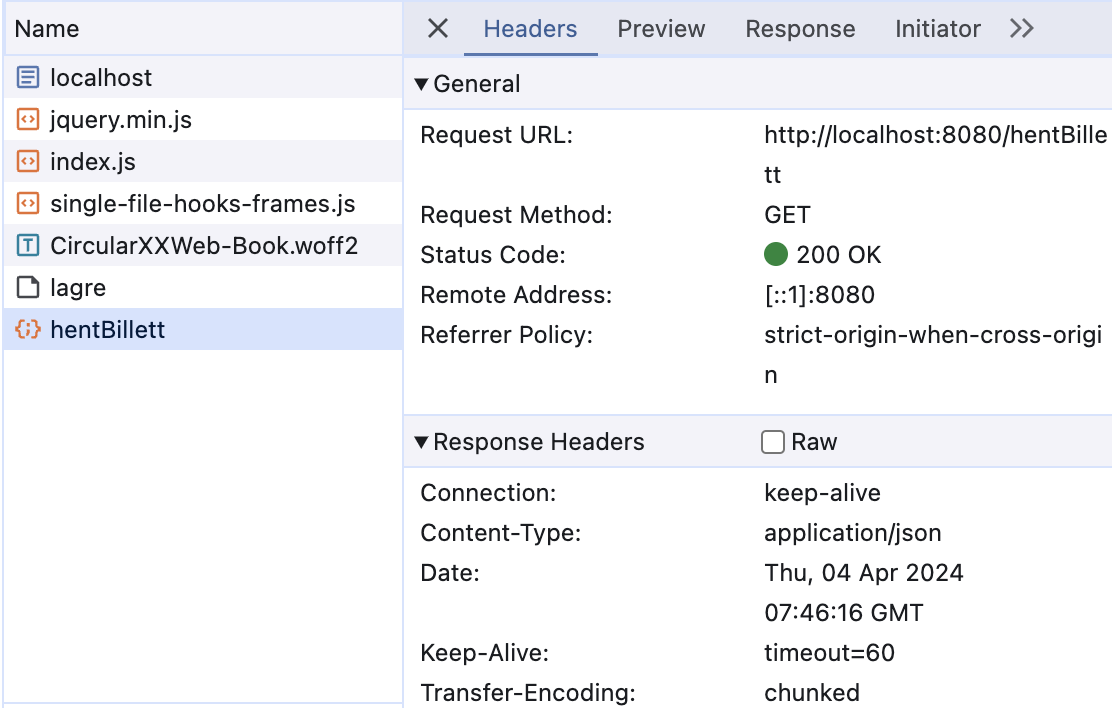 Name
localhost
jquery.min.js
index.js
single-file-hooks-frames.js
CircularXXWeb-Book.woff2
lagre
hentBillett
Headers Preview Response Initiator
General
Request URL: http://localhost:8080/hentBille
tt
Request Method: GET
Status Code: 200 OK
Remote Address: [::1]:8080
Referrer Policy: strict-origin-when-cross-origi
n
Response Headers Raw
Connection: keep-alive
Content-Type: application/json
Date: Thu, 04 Apr 2024
07:46:16 GMT
Keep-Alive: timeout=60
Transfer-Encoding: chunked